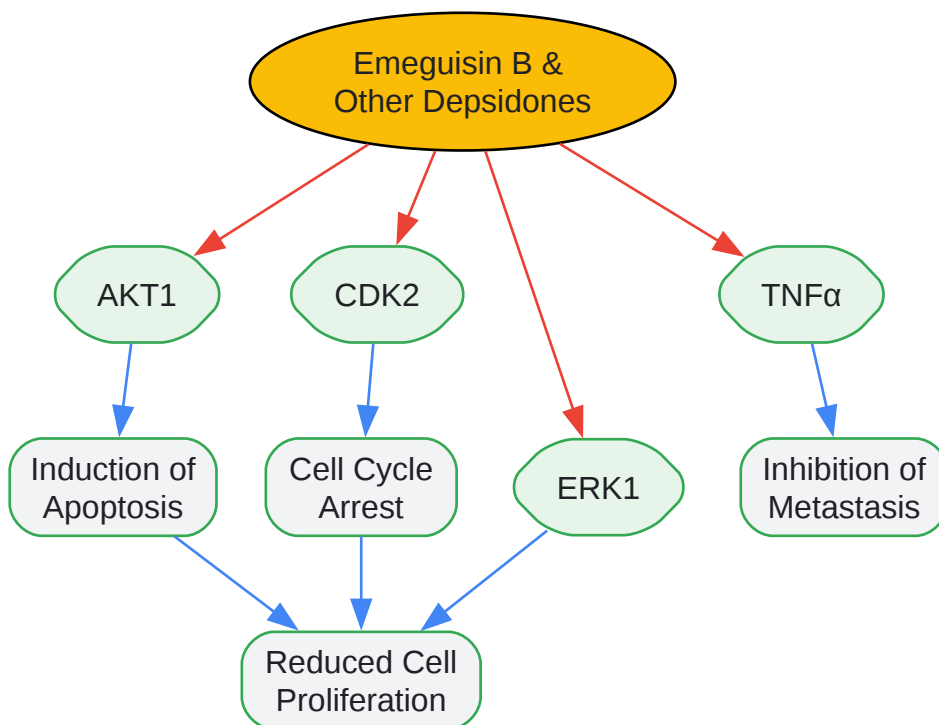 Emeguisin B &
Other Depsidones
AKT1
CDK2
TNFα
Induction of
Apoptosis
Cell Cycle
Arrest
ERK1
Inhibition of
Metastasis
Reduced Cell
Proliferation